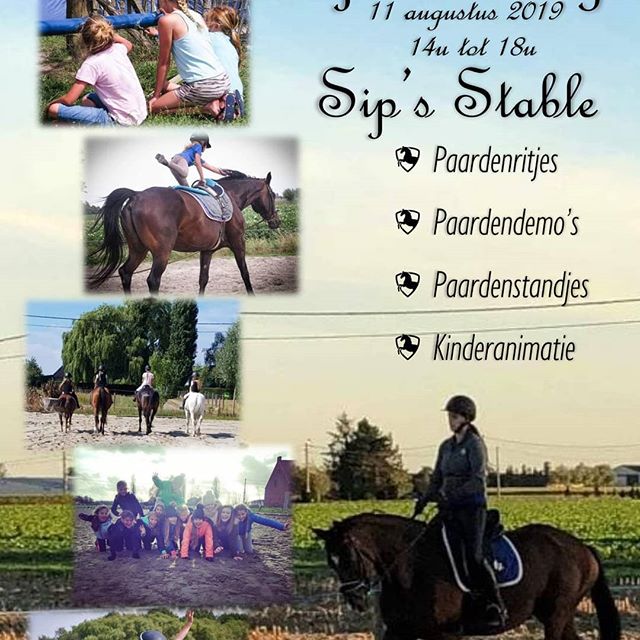 11 augustus 2019
14u tot 18u
Sip's Stable
Paardenritjes
Paardendemo's
Paardenstandjes
Kinderanimatie